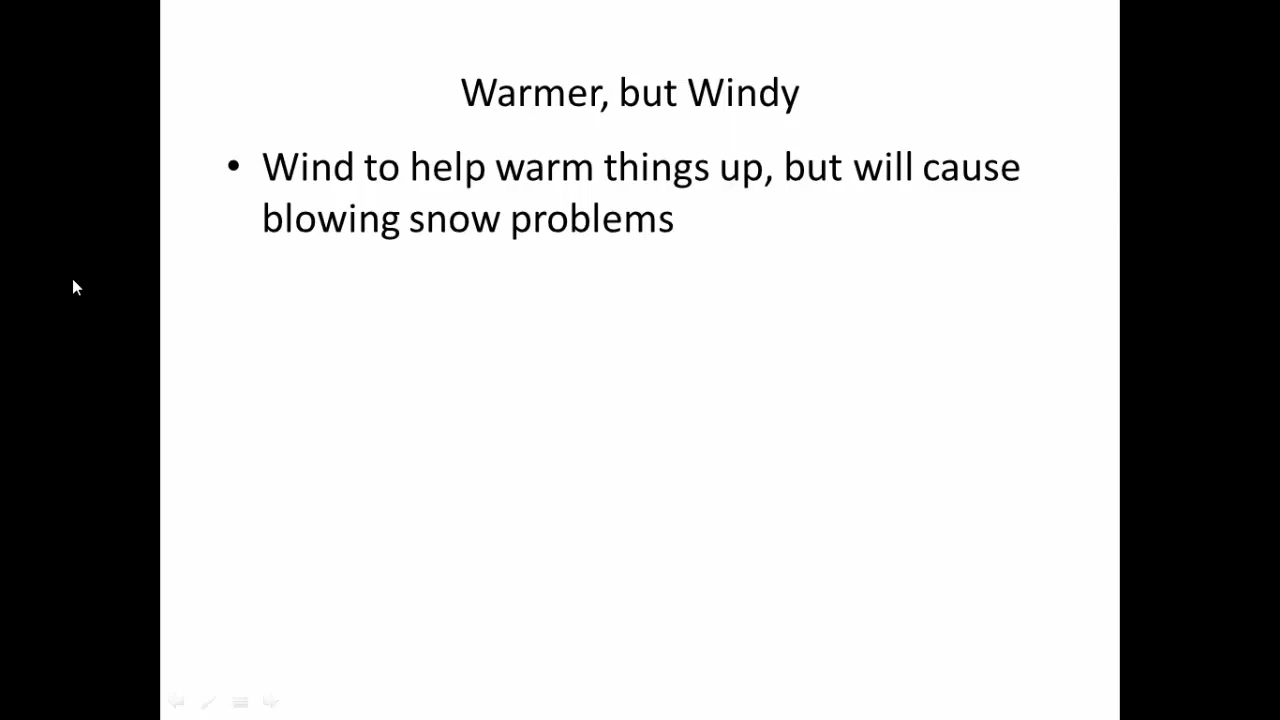 Warmer, but Windy
• Wind to help warm things up, but will cause
blowing snow problems